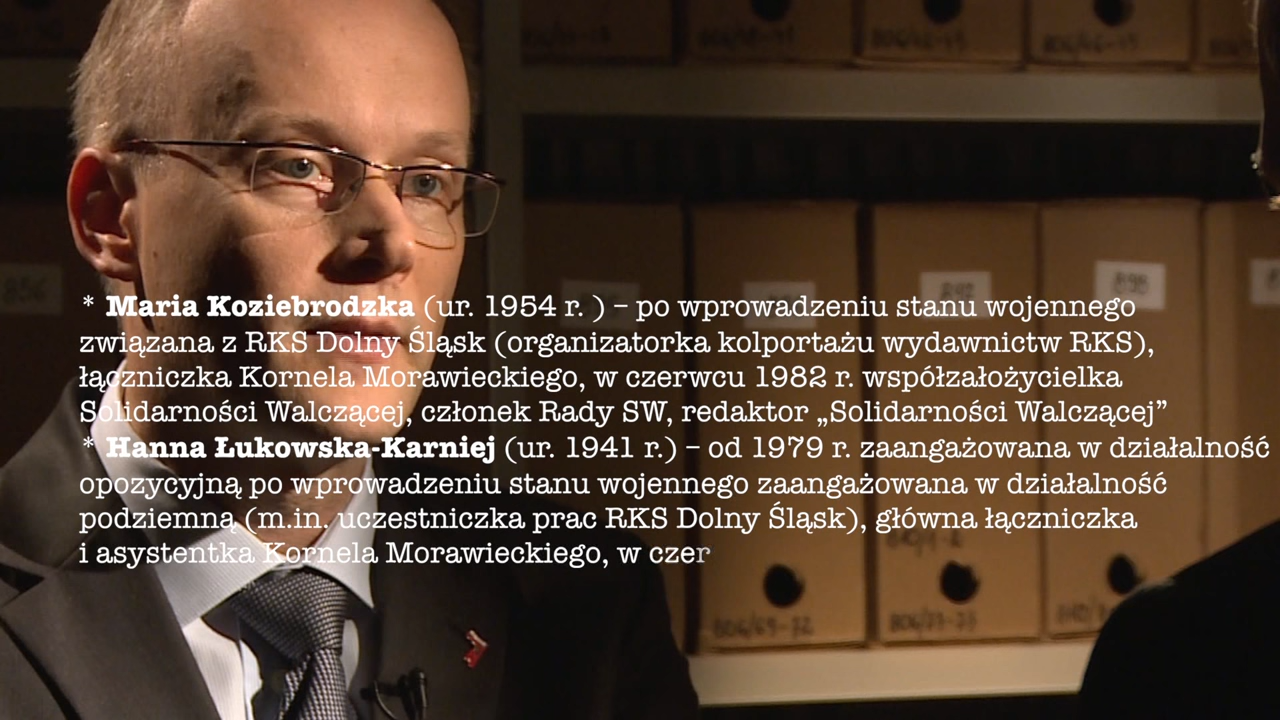 * Maria Koziebrodzka (ur. 1954 r. ) – po wprowadzeniu stanu wojennego
związana z RKS Dolny Śląsk (organizatorka kolportażu wydawnictw RKS),
łączniczka Kornela Morawieckiego, w czerwcu 1982 r. współzałożycielka
Solidarności Walczącej, członek Rady SW, redaktor „Solidarności Walczącej”
* Hanna Łukowska-Karniej (ur. 1941 r.) – od 1979 r. zaangażowana w działalność
opozycyjną po wprowadzeniu stanu wojennego zaangażowana w działalność
podziemną (m.in. uczestniczka prac RKS Dolny Śląsk), główna łączniczka
i asystentka Kornela Morawieckiego, w czer